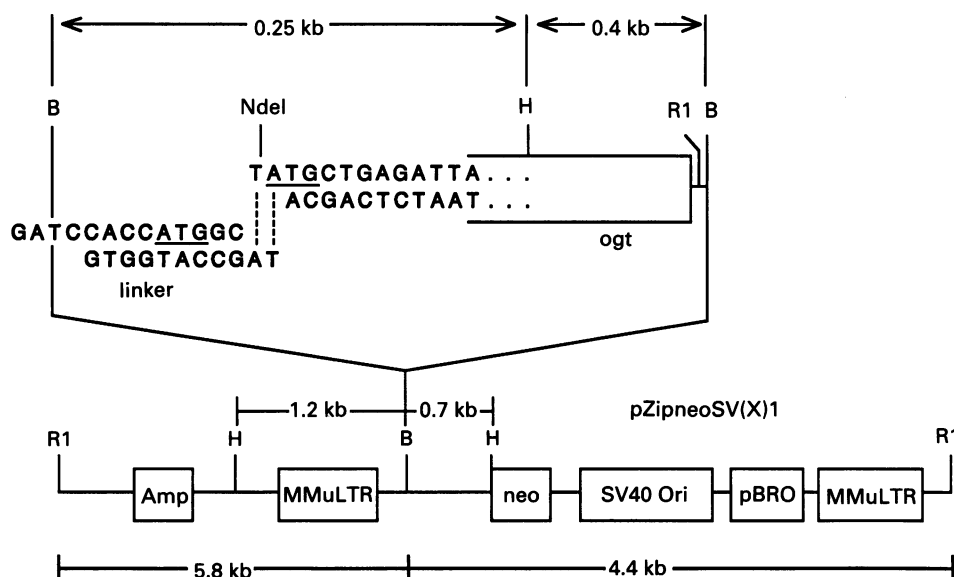 0.25 kb 0.4 kb
B NdeI H R1 B
TATGCTGAGATTA...
ACGACTCTAAT...
ogt
GATCCACCATGGC
GTGGTACCGAT
linker
1.2 kb 0.7 kb pZipneoSV(X)1
R1 H B H R1
Amp MMuLTR neo SV40 Ori pBRO MMuLTR
5.8 kb 4.4 kb